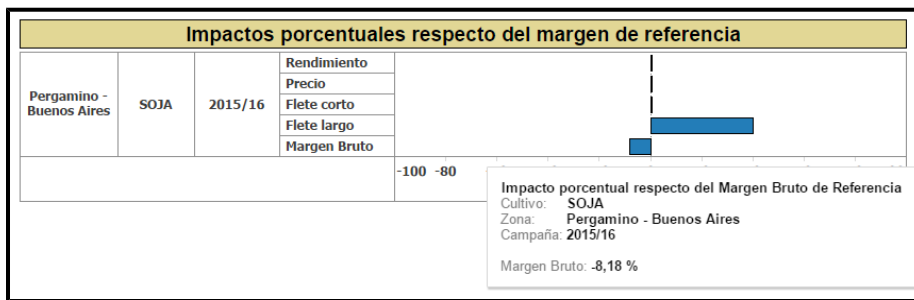 Impactos porcentuales respecto del margen de referencia
Pergamino - Buenos Aires
SOJA
2015/16
Rendimiento
Precio
Flete corto
Flete largo
Margen Bruto
-100 -80
Impacto porcentual respecto del Margen Bruto de Referencia
Cultivo: SOJA
Zona: Pergamino - Buenos Aires
Campaña: 2015/16
Margen Bruto: -8,18 %